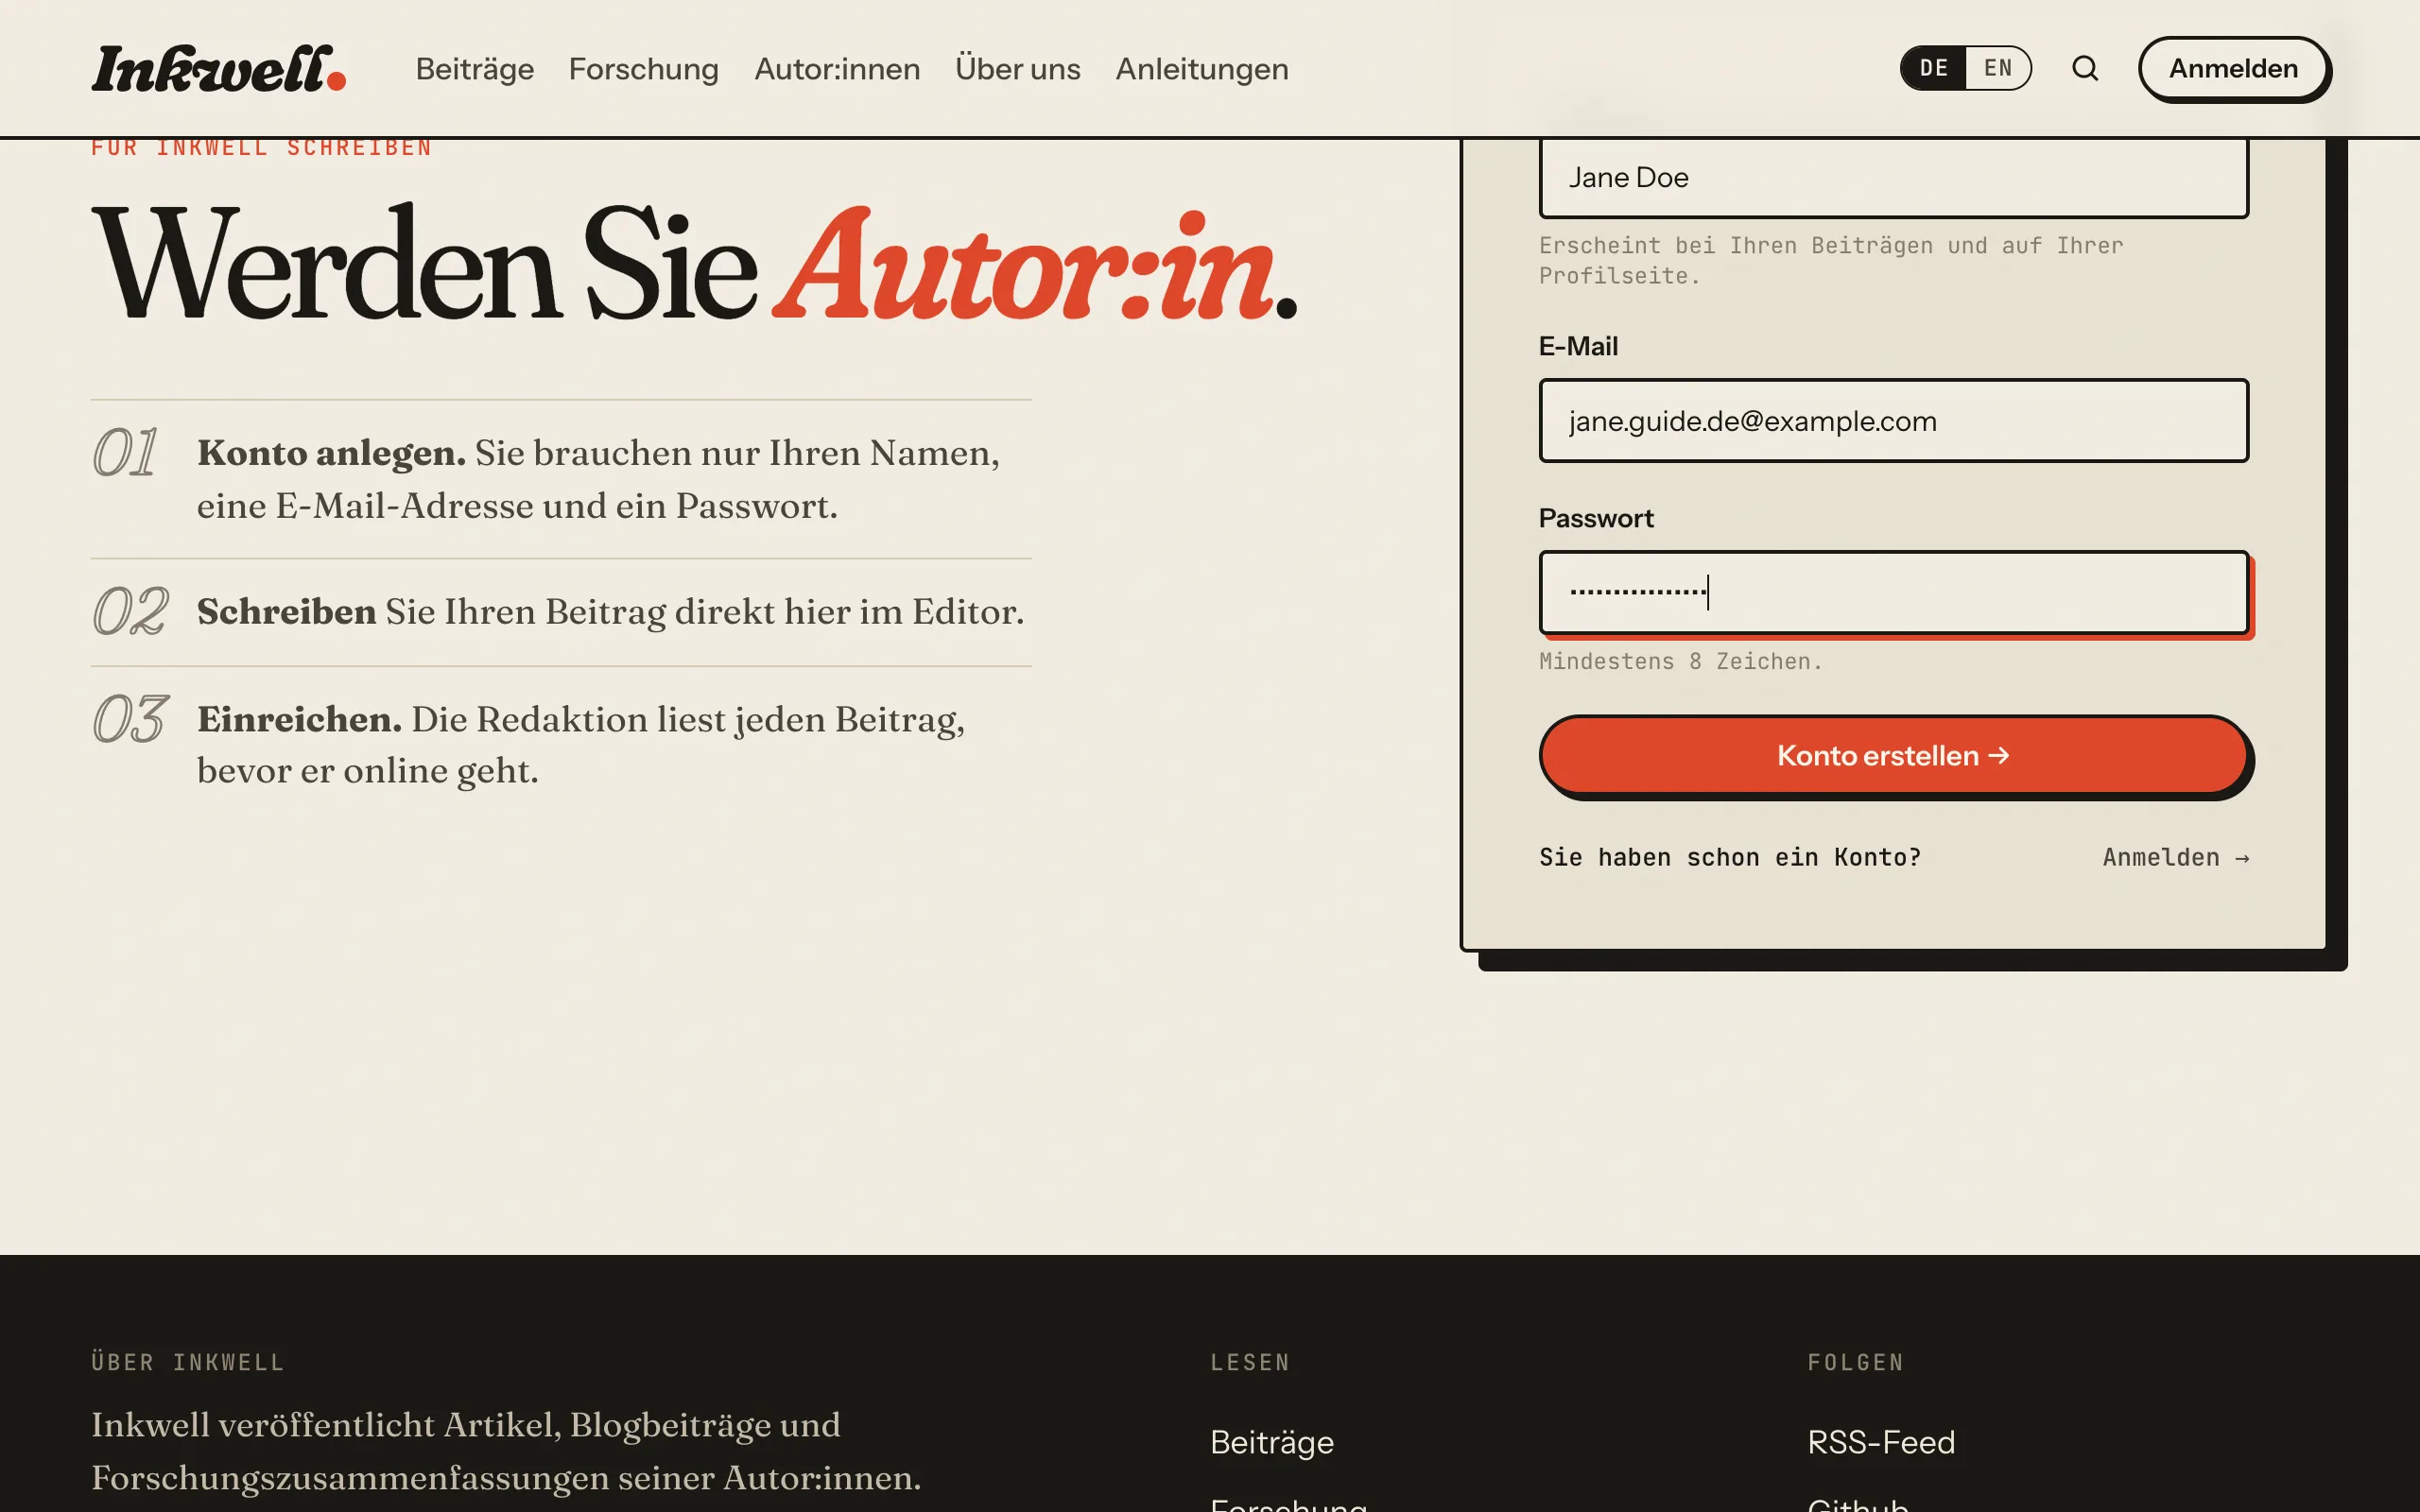 Inkwell.
Beiträge
Forschung
Autor:innen
Über uns
Anleitungen
DE
EN
Anmelden
FÜR INKWELL SCHREIBEN
Werden Sie Autor:in.
01
Konto anlegen. Sie brauchen nur Ihren Namen,
eine E-Mail-Adresse und ein Passwort.
02
Schreiben Sie Ihren Beitrag direkt hier im Editor.
03
Einreichen. Die Redaktion liest jeden Beitrag,
bevor er online geht.
Jane Doe
Erscheint bei Ihren Beiträgen und auf Ihrer
Profilseite.
E-Mail
jane.guide.de@example.com
Passwort
Mindestens 8 Zeichen.
Konto erstellen →
Sie haben schon ein Konto?
Anmelden →
ÜBER INKWELL
Inkwell veröffentlicht Artikel, Blogbeiträge und
Forschungszusammenfassungen seiner Autor:innen.
LESEN
Beiträge
Forschung
FOLGEN
RSS-Feed
Github